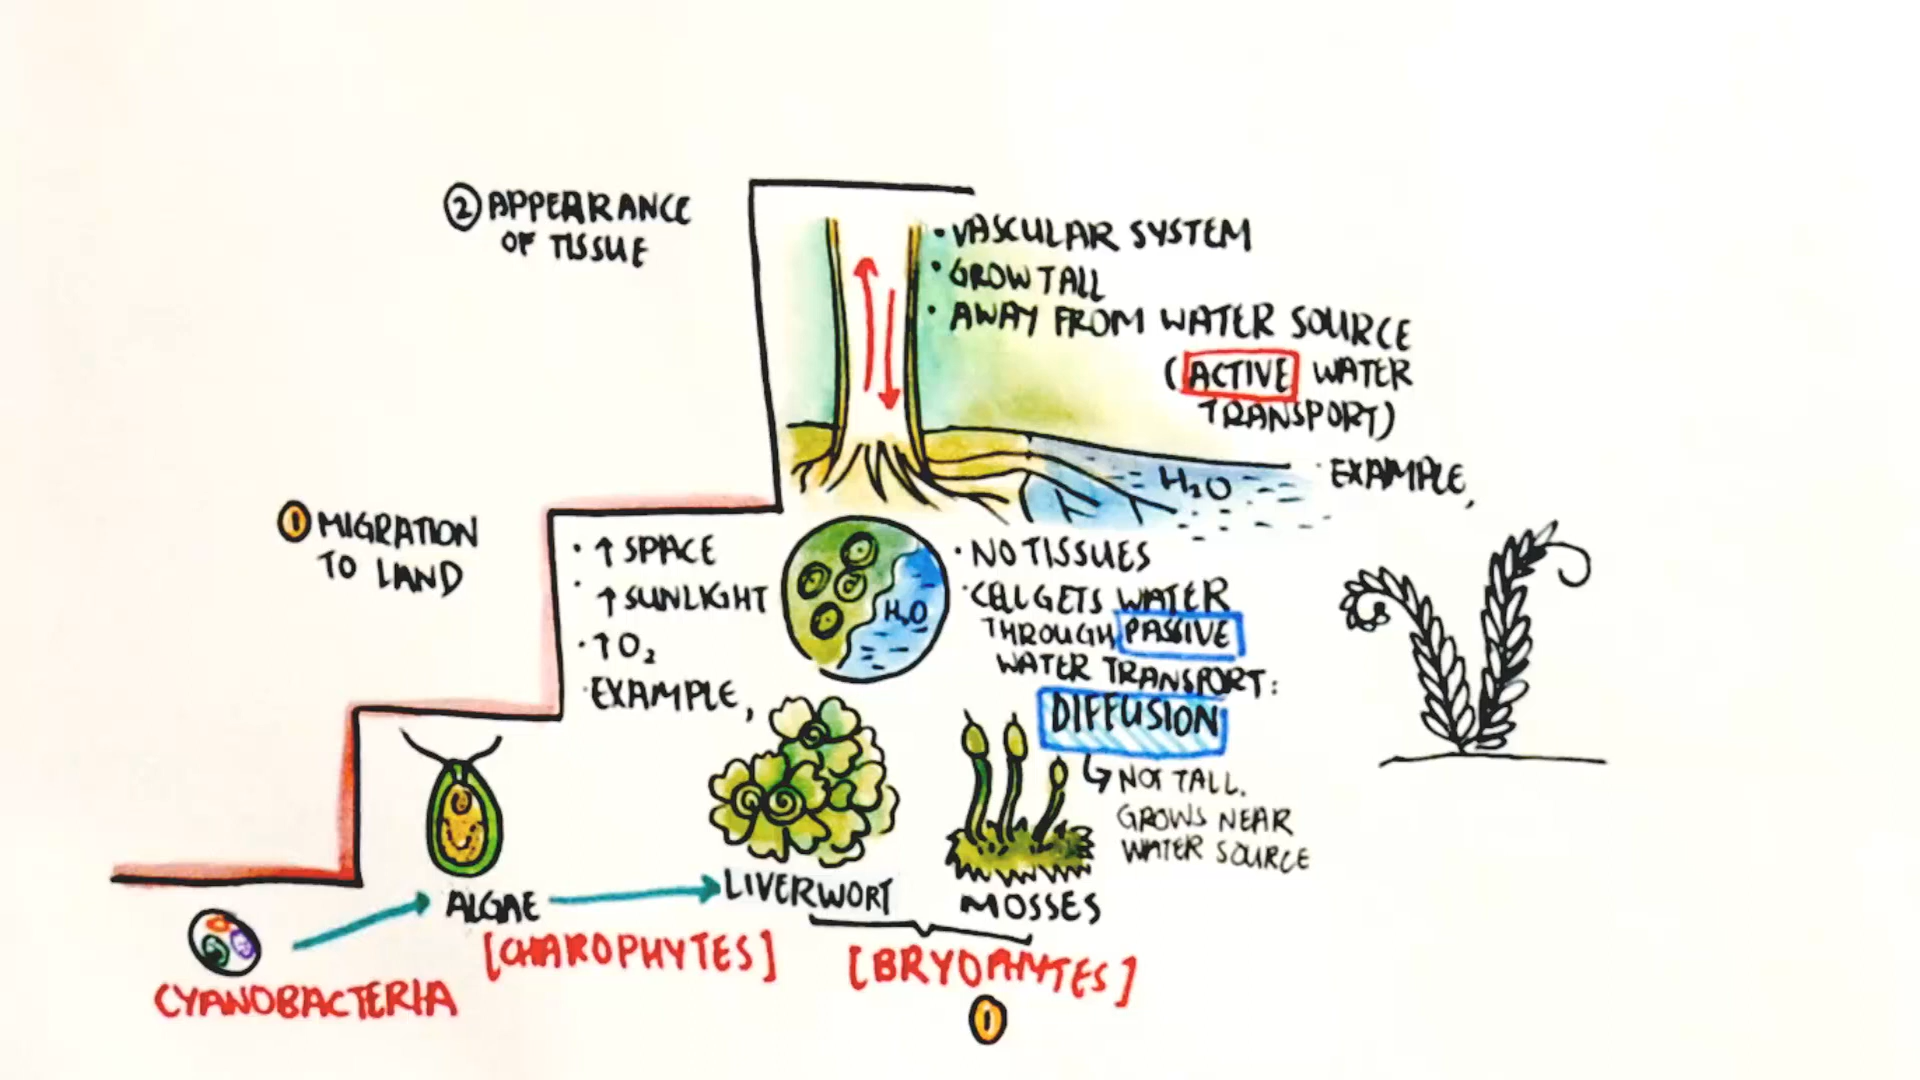 ② APPEARANCE
OF TISSUE
• VASCULAR SYSTEM
• GROW TALL
• AWAY FROM WATER SOURCE
(ACTIVE WATER
TRANSPORT)
H₂O
• EXAMPLE,
① MIGRATION
TO LAND
• ↑ SPACE
• ↑ SUNLIGHT
• ↑ O₂
• EXAMPLE,
H₂O
• NO TISSUES
• CELL GETS WATER
THROUGH PASSIVE
WATER TRANSPORT:
DIFFUSION
↳ NOT TALL.
GROWS NEAR
WATER SOURCE
ALGAE
[CHAROPHYTES]
LIVERWORT
MOSSES
[BRYOPHYTES]
①
CYANOBACTERIA